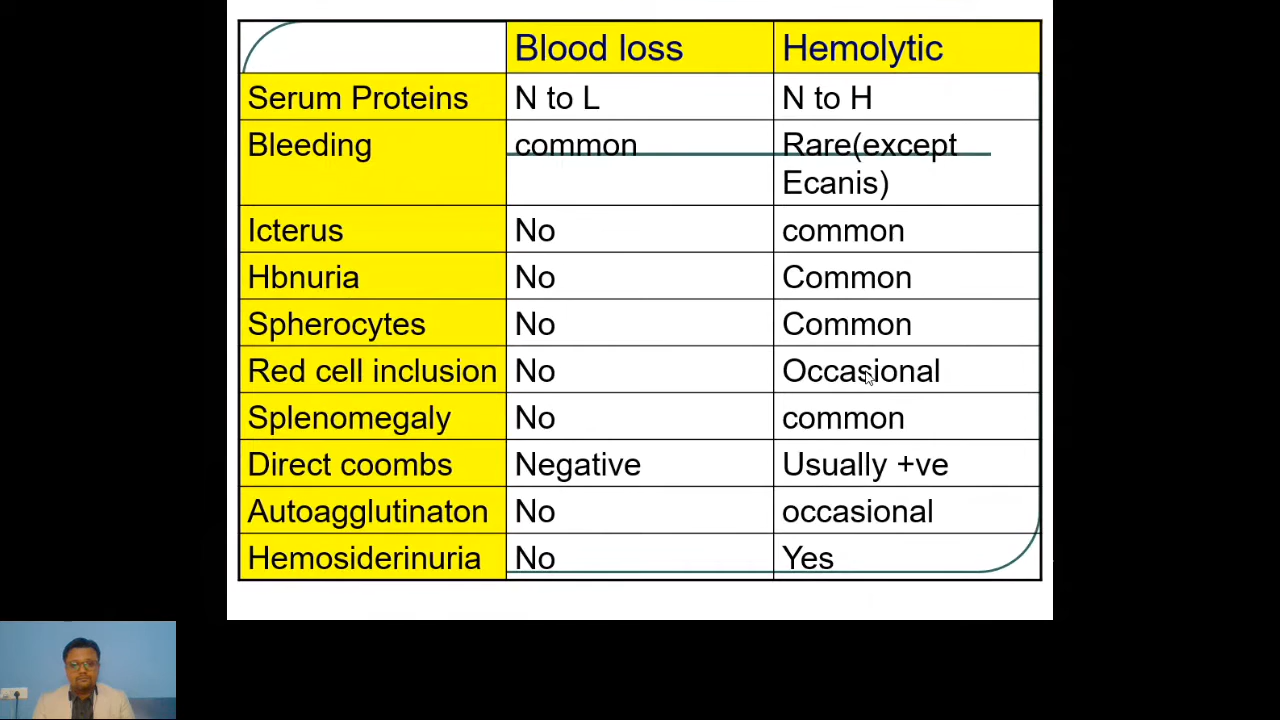 Blood loss Hemolytic
Serum Proteins N to L N to H
Bleeding common Rare(except
Ecanis)
Icterus No common
Hbnuria No Common
Spherocytes No Common
Red cell inclusion No Occasional
Splenomegaly No common
Direct coombs Negative Usually +ve
Autoagglutinaton No occasional
Hemosiderinuria No Yes